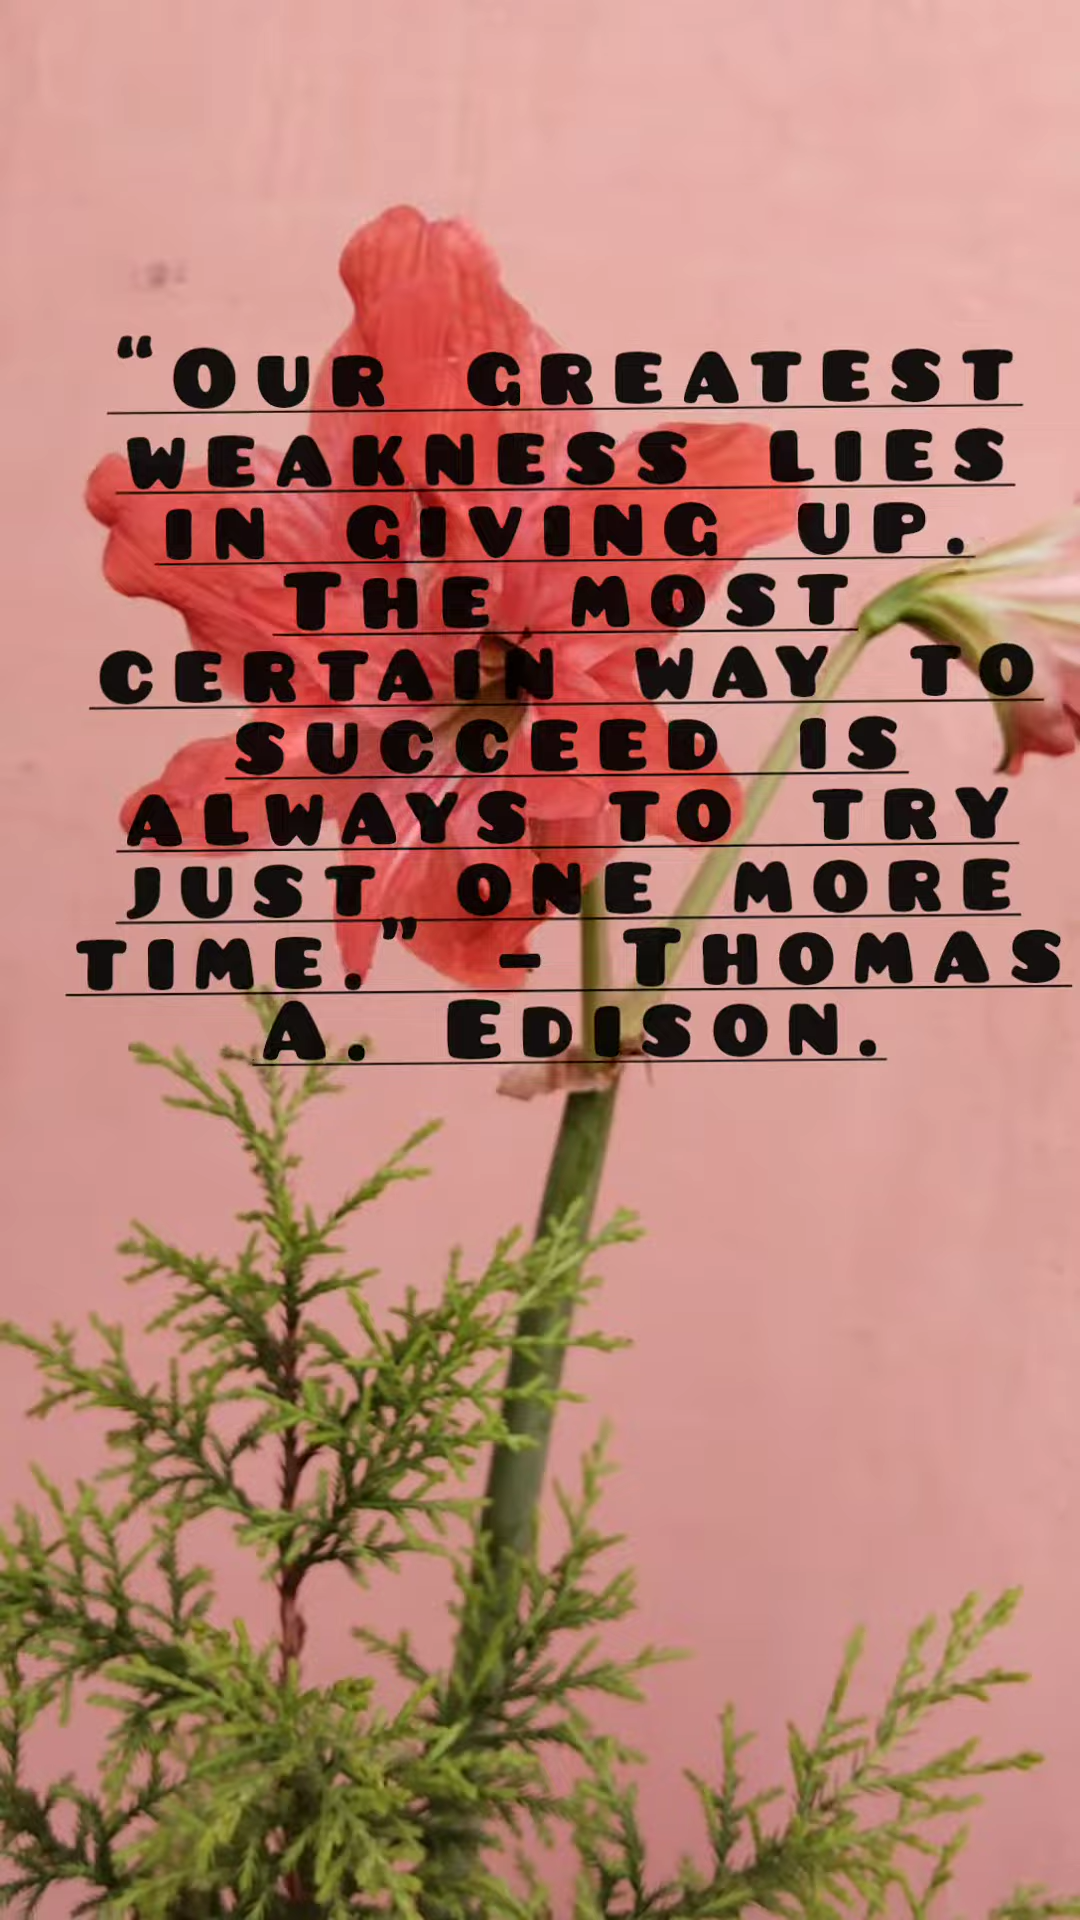 “Our greatest
weakness lies
in giving up.
The most
certain way to
succeed is
always to try
just one more
time.” – Thomas
A. Edison.